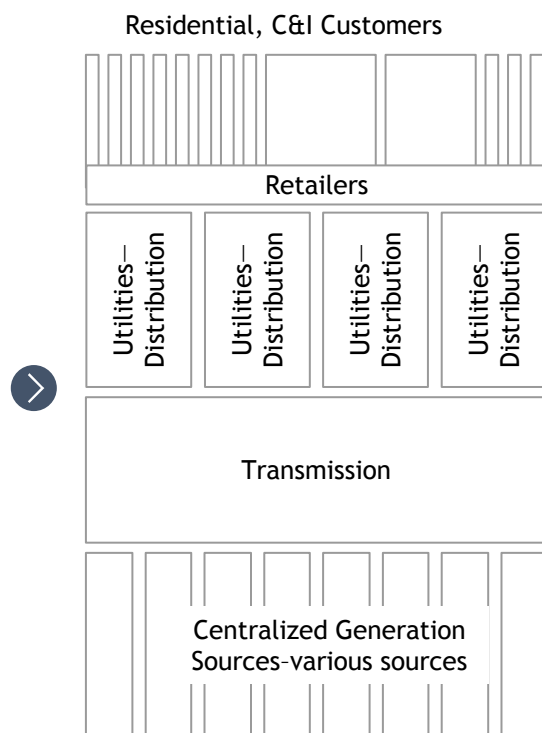 Residential, C&I Customers
Retailers
Utilities—
Distribution
Utilities—
Distribution
Utilities—
Distribution
Utilities—
Distribution
Transmission
Centralized Generation
Sources-various sources